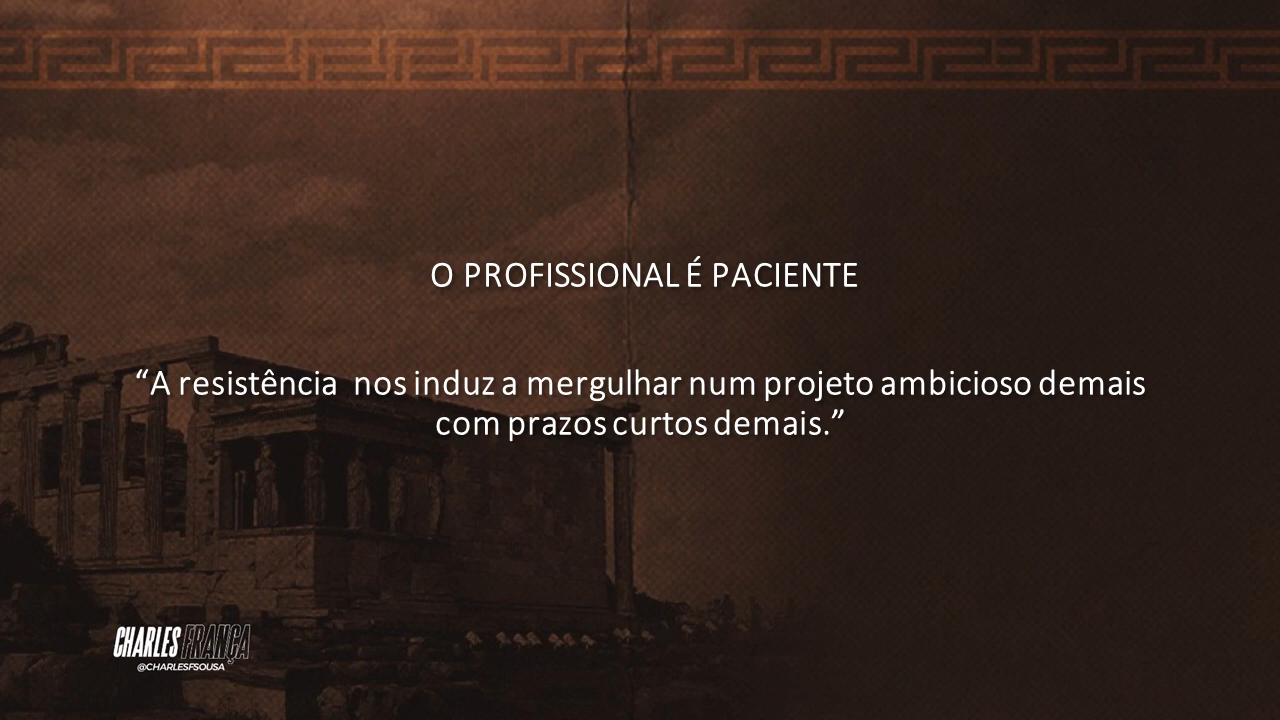 O PROFISSIONAL É PACIENTE
“A resistência nos induz a mergulhar num projeto ambicioso demais
com prazos curtos demais.”
CHARLES FRANÇA
@CHARLESFSOUSA